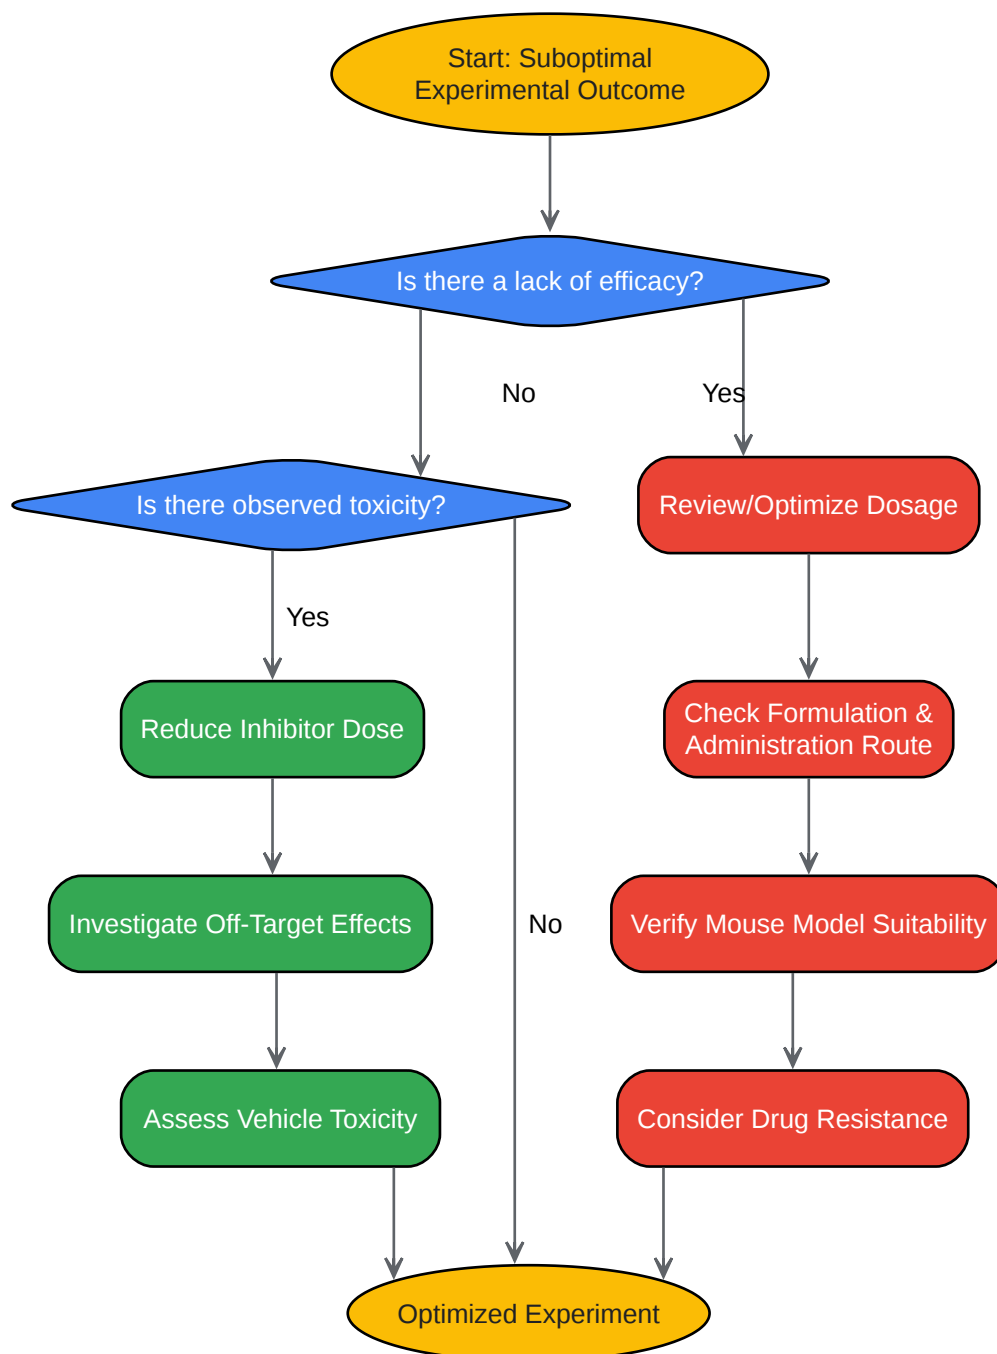 Start: Suboptimal
Experimental Outcome
Is there a lack of efficacy?
No
Yes
Is there observed toxicity?
Review/Optimize Dosage
Yes
Reduce Inhibitor Dose
Check Formulation &
Administration Route
Investigate Off-Target Effects
No
Verify Mouse Model Suitability
Assess Vehicle Toxicity
Consider Drug Resistance
Optimized Experiment